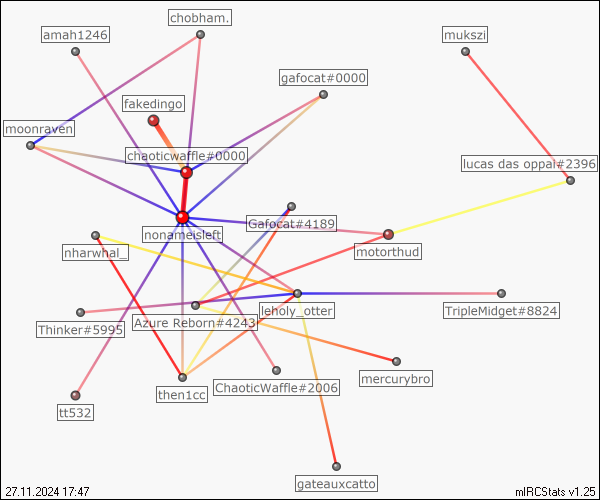 chobham.
amah1246
mukszi
gafocat#0000
fakedingo
moonraven
chaoticwaffle#0000
lucas das oppai#2396
Gafocat#4189
nonameisleft
nharwhal_
motorthud
leholy_otter
TripleMidget#8824
Azure Reborn#4243
Thinker#5995
mercurybro
ChaoticWaffle#2006
then1cc
tt532
gateauxcatto
27.11.2024 17:47
mIRCStats v1.25